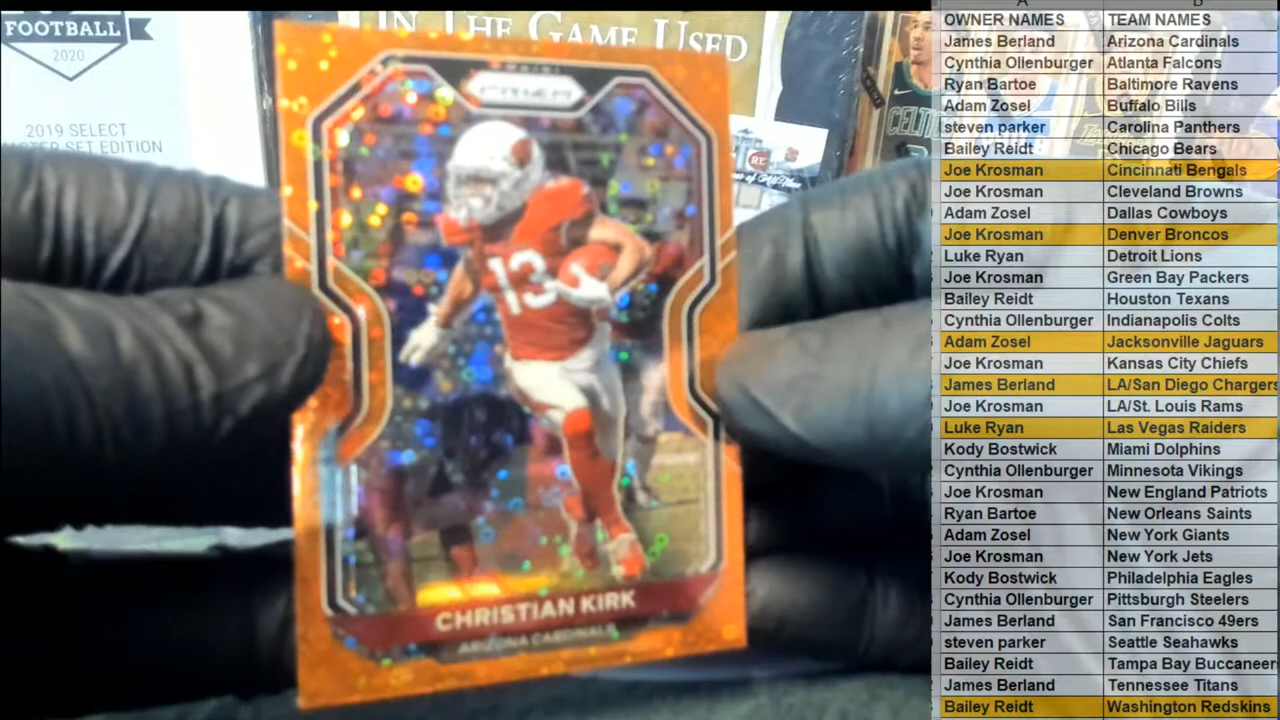 FOOTBALL
2020
2019 SELECT
SET EDITION
IN THE GAME USED
CELTI
RE
PANINI
PRIZM
13
CHRISTIAN KIRK
ARIZONA CARDINALS
A B
OWNER NAMES TEAM NAMES
James Berland Arizona Cardinals
Cynthia Ollenburger Atlanta Falcons
Ryan Bartoe Baltimore Ravens
Adam Zosel Buffalo Bills
steven parker Carolina Panthers
Bailey Reidt Chicago Bears
Joe Krosman Cincinnati Bengals
Joe Krosman Cleveland Browns
Adam Zosel Dallas Cowboys
Joe Krosman Denver Broncos
Luke Ryan Detroit Lions
Joe Krosman Green Bay Packers
Bailey Reidt Houston Texans
Cynthia Ollenburger Indianapolis Colts
Adam Zosel Jacksonville Jaguars
Joe Krosman Kansas City Chiefs
James Berland LA/San Diego Chargers
Joe Krosman LA/St. Louis Rams
Luke Ryan Las Vegas Raiders
Kody Bostwick Miami Dolphins
Cynthia Ollenburger Minnesota Vikings
Joe Krosman New England Patriots
Ryan Bartoe New Orleans Saints
Adam Zosel New York Giants
Joe Krosman New York Jets
Kody Bostwick Philadelphia Eagles
Cynthia Ollenburger Pittsburgh Steelers
James Berland San Francisco 49ers
steven parker Seattle Seahawks
Bailey Reidt Tampa Bay Buccaneer
James Berland Tennessee Titans
Bailey Reidt Washington Redskins